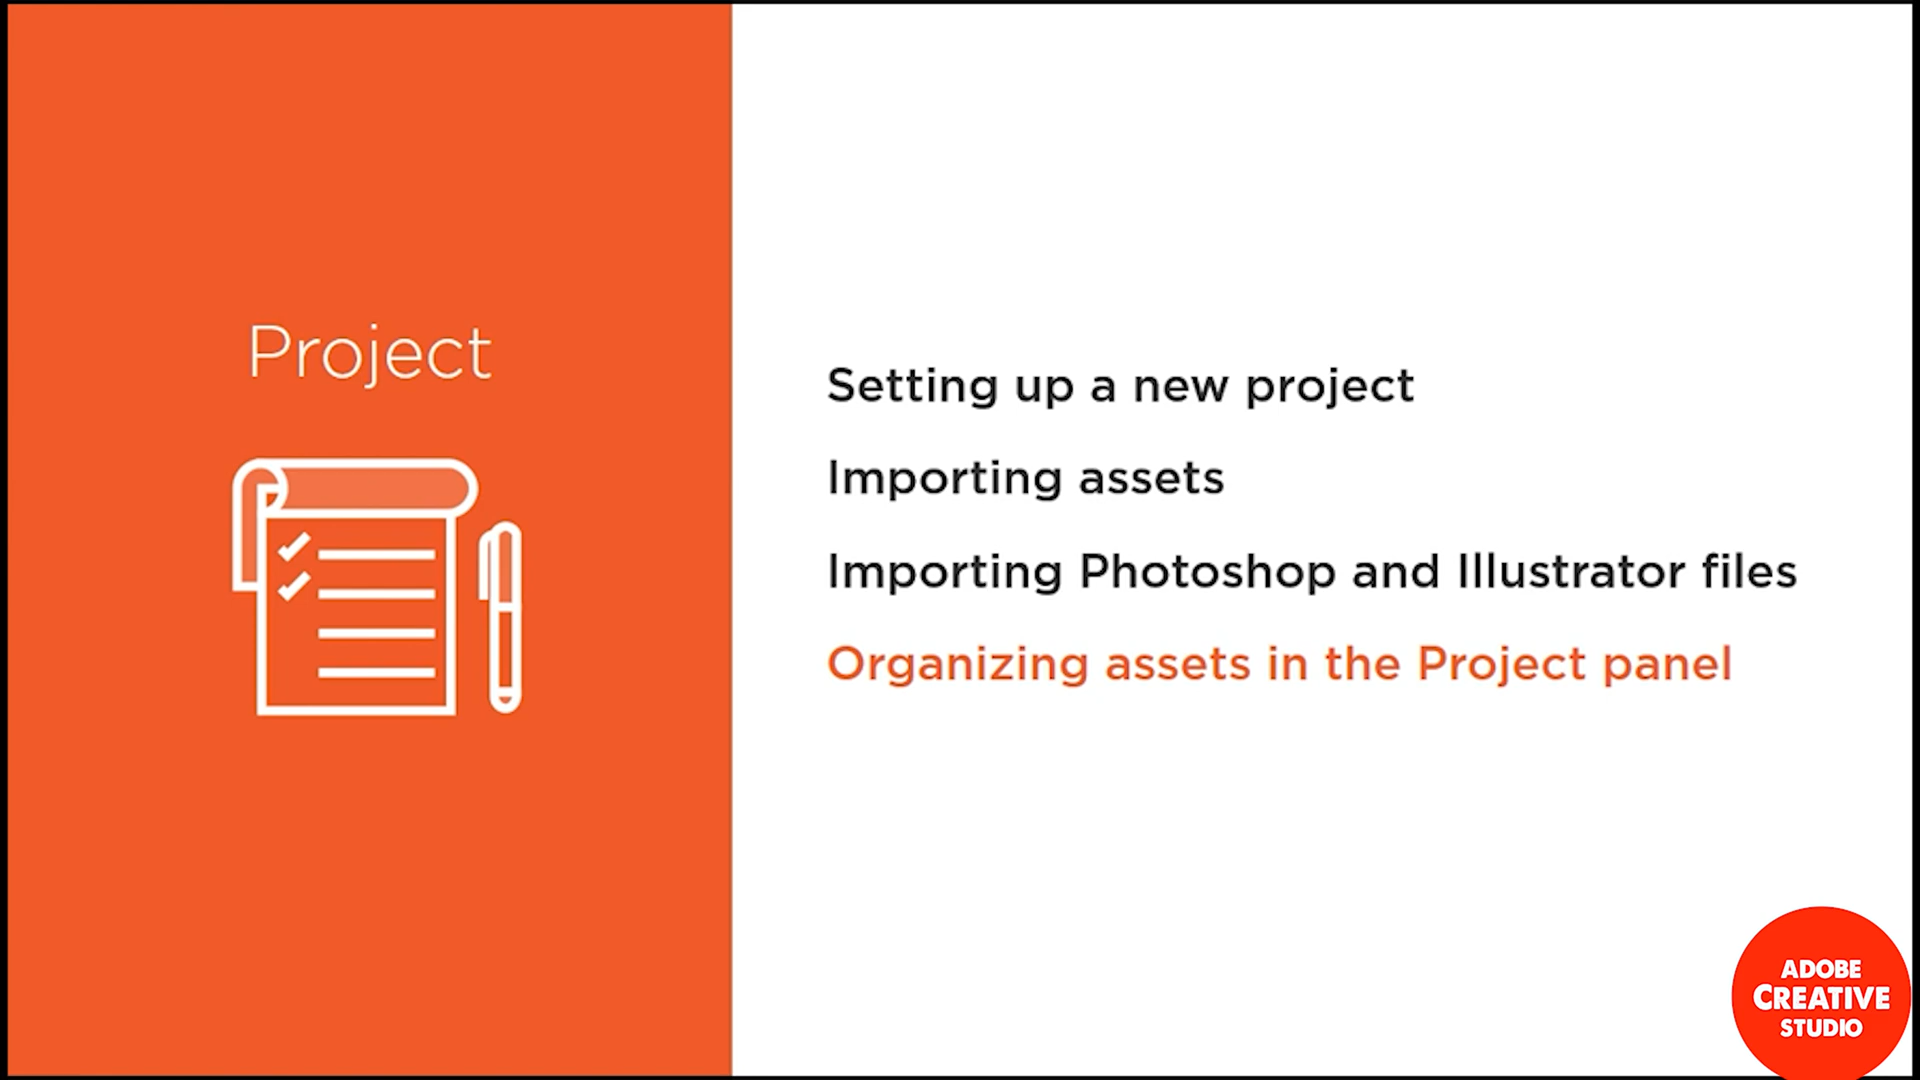 Project
Setting up a new project
Importing assets
Importing Photoshop and Illustrator files
Organizing assets in the Project panel
ADOBE
CREATIVE
STUDIO